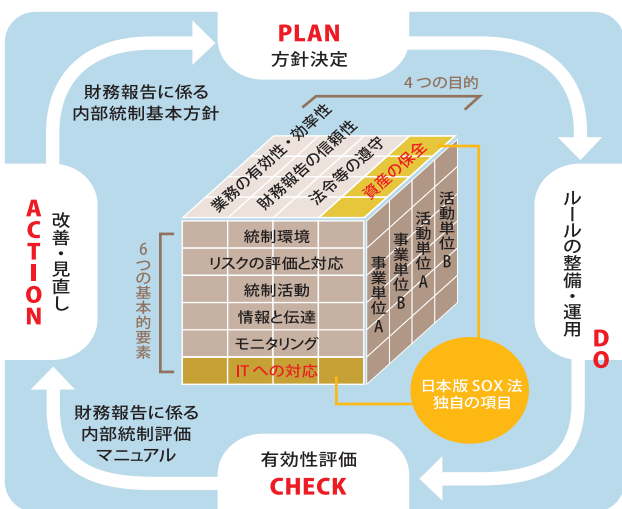 PLAN
方針決定
4つの目的
財務報告に係る
内部統制基本方針
業務の有効性・効率性
財務報告の信頼性
法令等の遵守
資産の保全
ACTION
改善・見直し
6つの基本的要素
統制環境
リスクの評価と対応
統制活動
情報と伝達
モニタリング
ITへの対応
事業単位A
事業単位B
活動単位A
活動単位B
ルールの整備・運用
DO
日本版SOX法
独自の項目
財務報告に係る
内部統制評価
マニュアル
有効性評価
CHECK